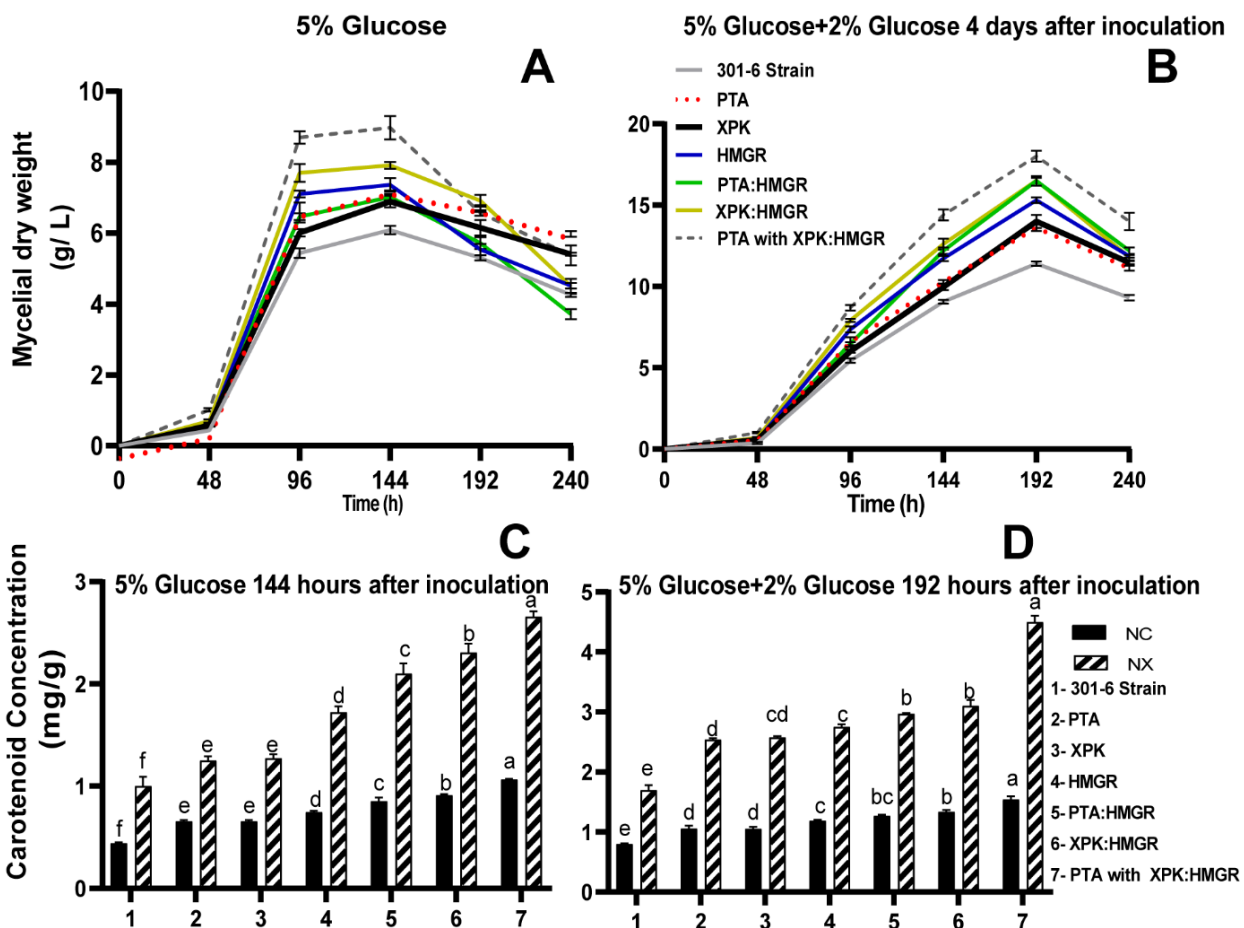 5% Glucose
5% Glucose+2% Glucose 4 days after inoculation
A
B
301-6 Strain
PTA
XPK
HMGR
PTA:HMGR
XPK:HMGR
PTA with XPK:HMGR
Mycelial dry weight
(g/ L)
10
8
6
4
2
0
0 48 96 144 192 240
Time (h)
20
15
10
5
0
0 48 96 144 192 240
Time (h)
C
D
5% Glucose 144 hours after inoculation
5% Glucose+2% Glucose 192 hours after inoculation
Carotenoid Concentration
(mg/g)
3
2
1
0
f f e e e e d d c c b b a a
1 2 3 4 5 6 7
5
4
3
2
1
0
e e d d d cd c c bc b b b a a
1 2 3 4 5 6 7
NC
NX
1- 301-6 Strain
2- PTA
3- XPK
4- HMGR
5- PTA:HMGR
6- XPK:HMGR
7- PTA with XPK:HMGR